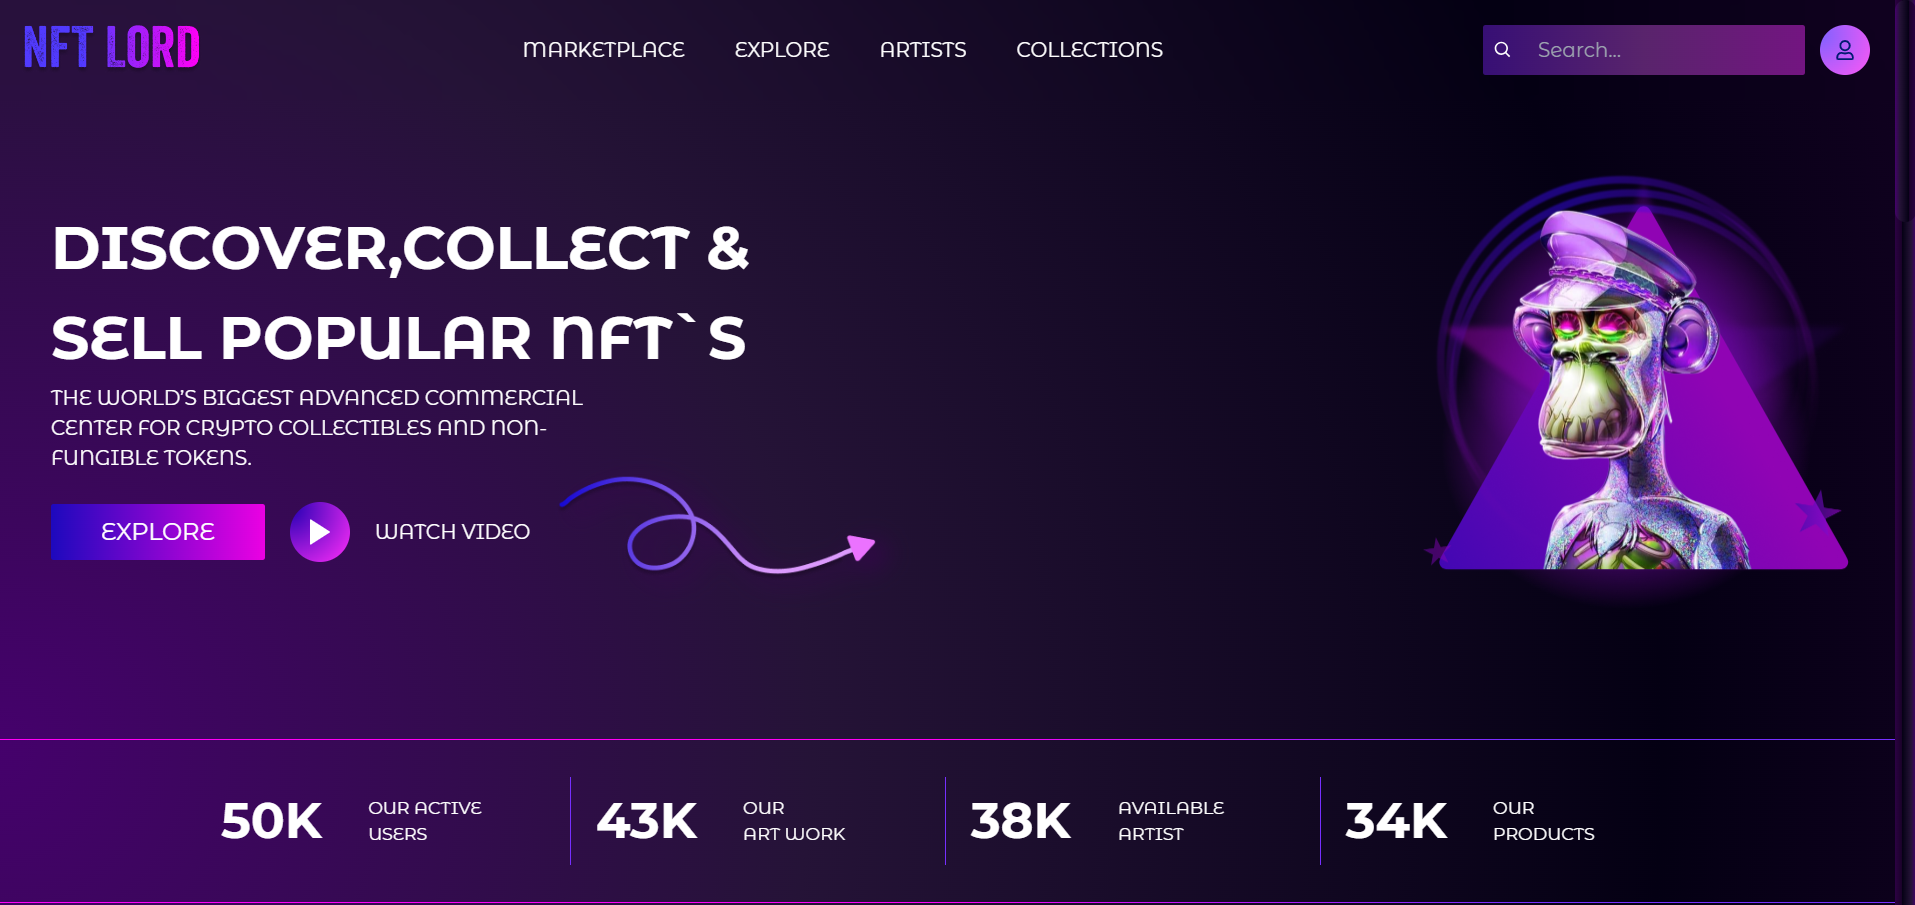 NFT LORD
MARKETPLACE EXPLORE ARTISTS COLLECTIONS
Search...
DISCOVER,COLLECT &
SELL POPULAR NFT`S
THE WORLD'S BIGGEST ADVANCED COMMERCIAL
CENTER FOR CRYPTO COLLECTIBLES AND NON-
FUNGIBLE TOKENS.
EXPLORE
WATCH VIDEO
50K
OUR ACTIVE
USERS
43K
OUR
ART WORK
38K
AVAILABLE
ARTIST
34K
OUR
PRODUCTS